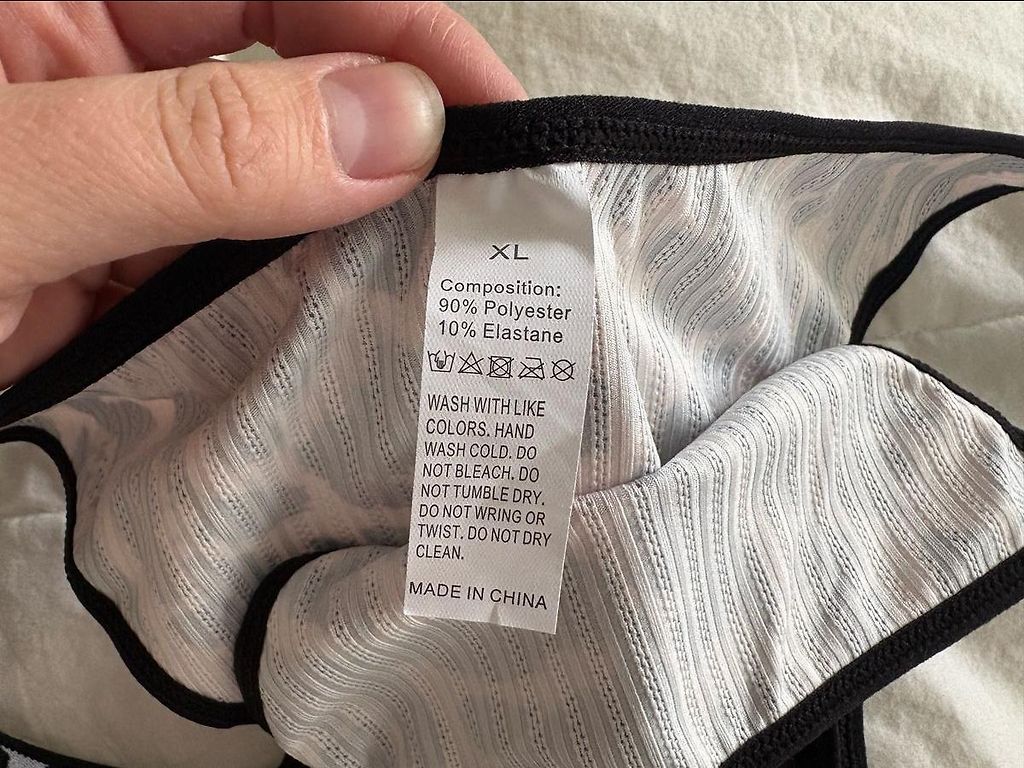 XL
Composition:
90% Polyester
10% Elastane
WASH WITH LIKE
COLORS. HAND
WASH COLD. DO
NOT BLEACH. DO
NOT TUMBLE DRY.
DO NOT WRING OR
TWIST. DO NOT DRY
CLEAN.
MADE IN CHINA